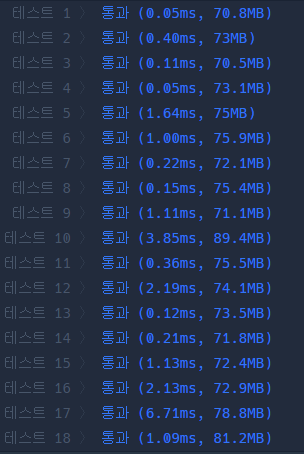 테스트 1 〉 통과 (0.05ms, 70.8MB)
테스트 2 〉 통과 (0.40ms, 73MB)
테스트 3 〉 통과 (0.11ms, 70.5MB)
테스트 4 〉 통과 (0.05ms, 73.1MB)
테스트 5 〉 통과 (1.64ms, 75MB)
테스트 6 〉 통과 (1.00ms, 75.9MB)
테스트 7 〉 통과 (0.22ms, 72.1MB)
테스트 8 〉 통과 (0.15ms, 75.4MB)
테스트 9 〉 통과 (1.11ms, 71.1MB)
테스트 10 〉 통과 (3.85ms, 89.4MB)
테스트 11 〉 통과 (0.36ms, 75.5MB)
테스트 12 〉 통과 (2.19ms, 74.1MB)
테스트 13 〉 통과 (0.12ms, 73.5MB)
테스트 14 〉 통과 (0.21ms, 71.8MB)
테스트 15 〉 통과 (1.13ms, 72.4MB)
테스트 16 〉 통과 (2.13ms, 72.9MB)
테스트 17 〉 통과 (6.71ms, 78.8MB)
테스트 18 〉 통과 (1.09ms, 81.2MB)